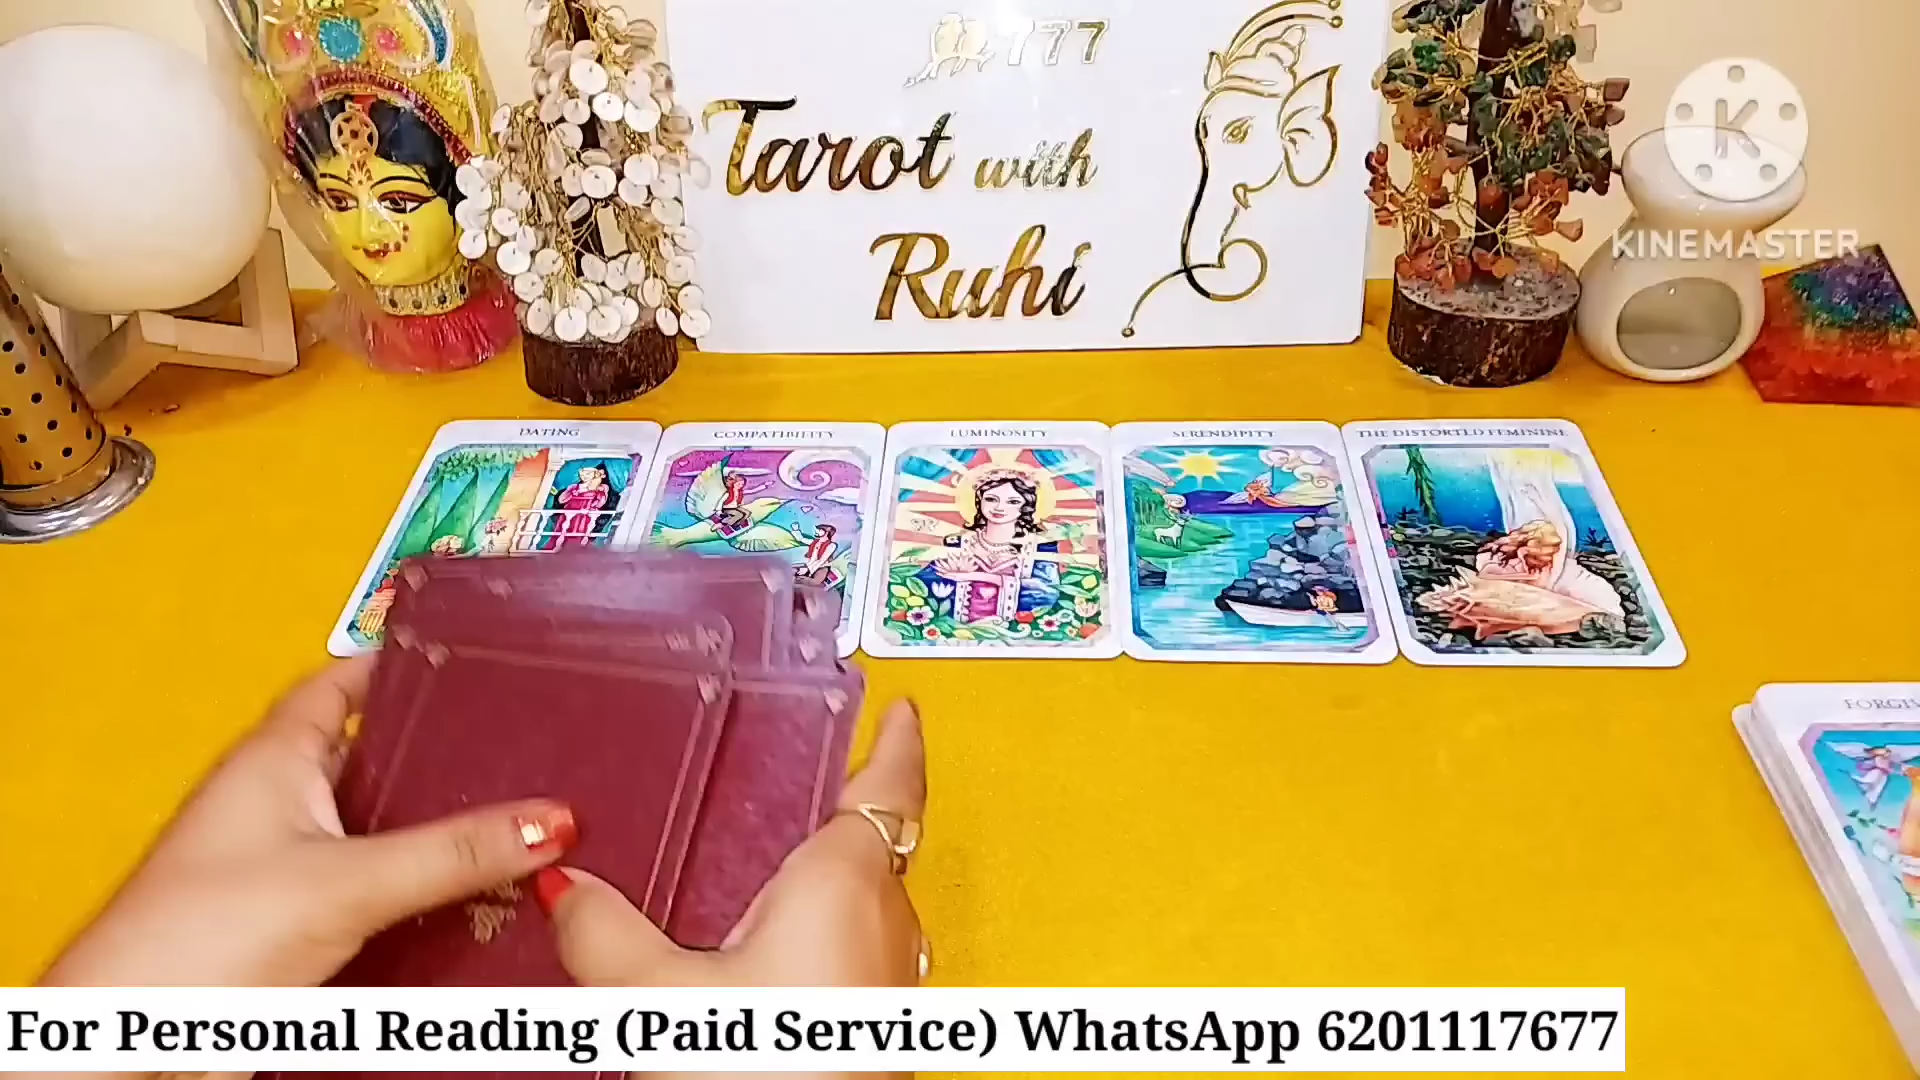 777
Tarot with
Ruhi
KINEMASTER
DATING
COMPATIBILITY
LUMINOSITY
SERENDIPITY
THE DISTORTED FEMININE
For Personal Reading (Paid Service) WhatsApp 6201117677